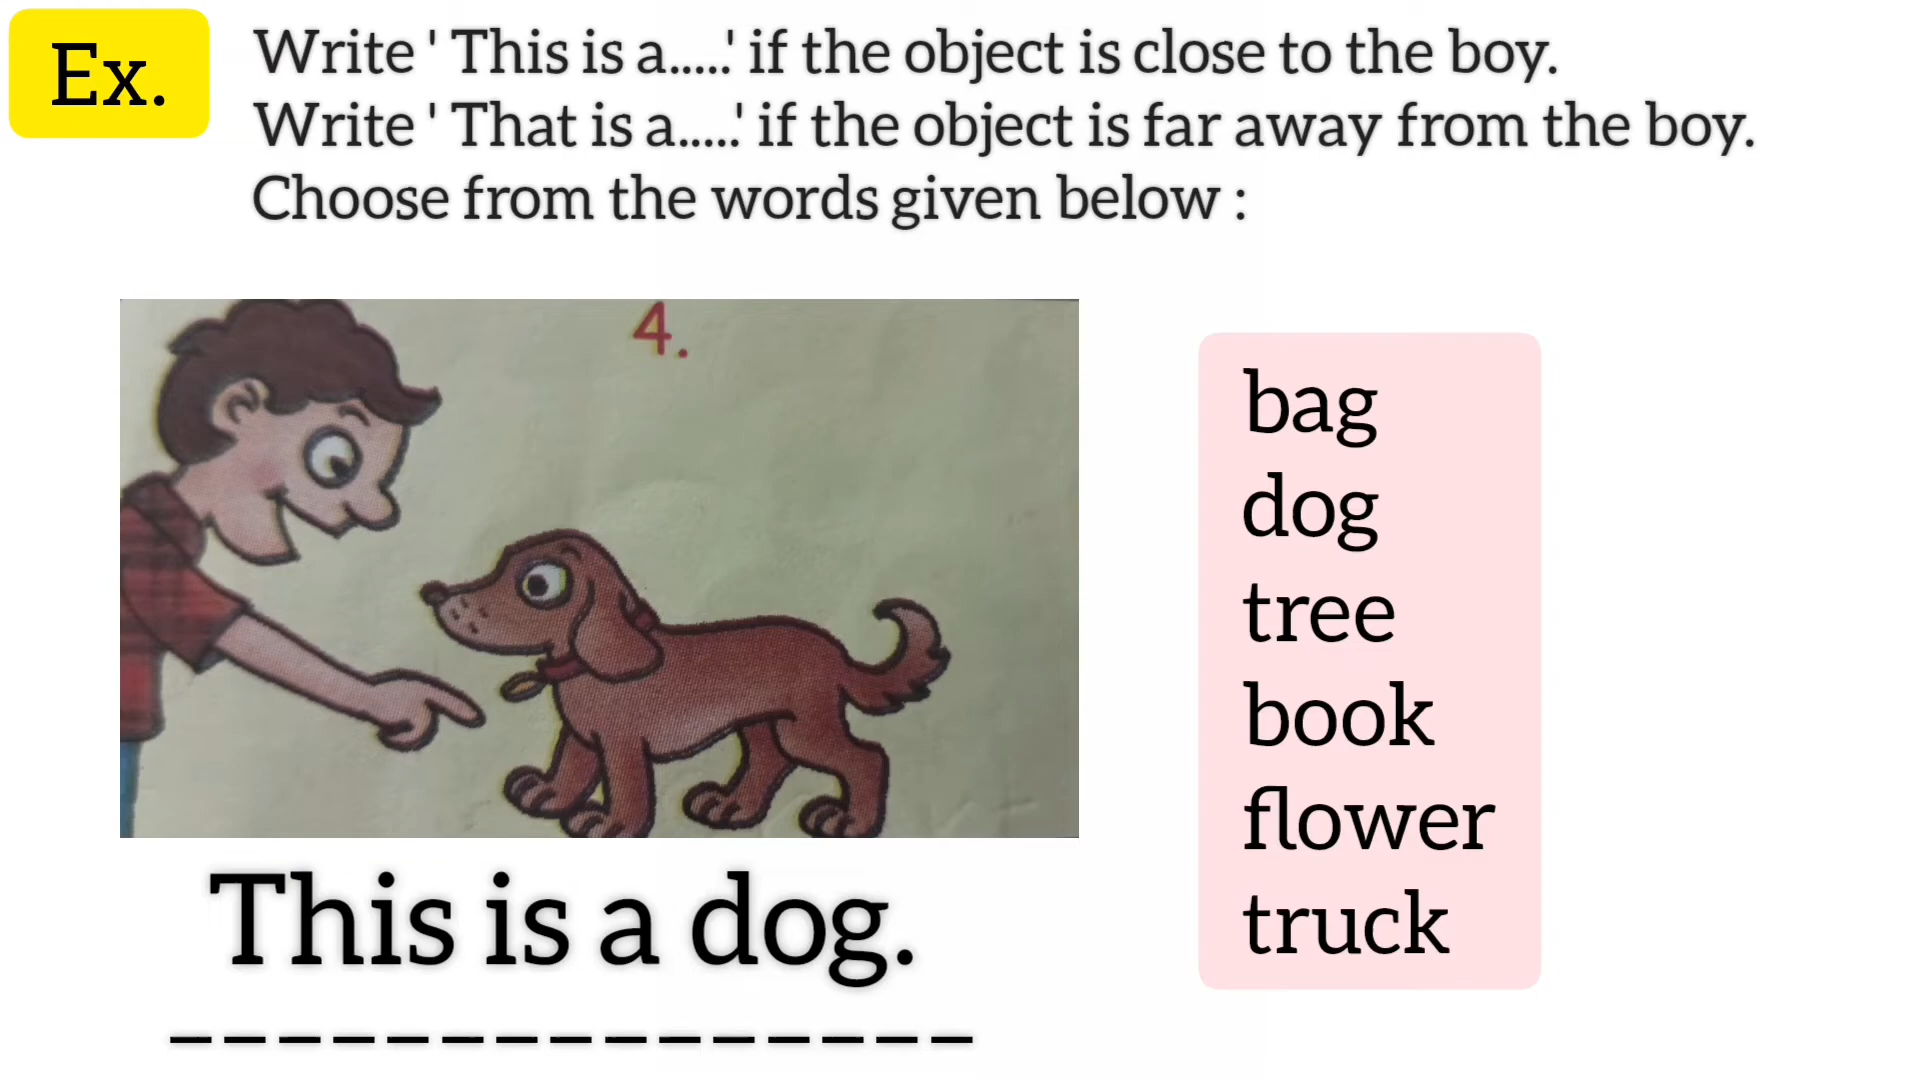 Ex.
Write ' This is a.....' if the object is close to the boy.
Write ' That is a.....' if the object is far away from the boy.
Choose from the words given below :
4.
This is a dog.
bag
dog
tree
book
flower
truck